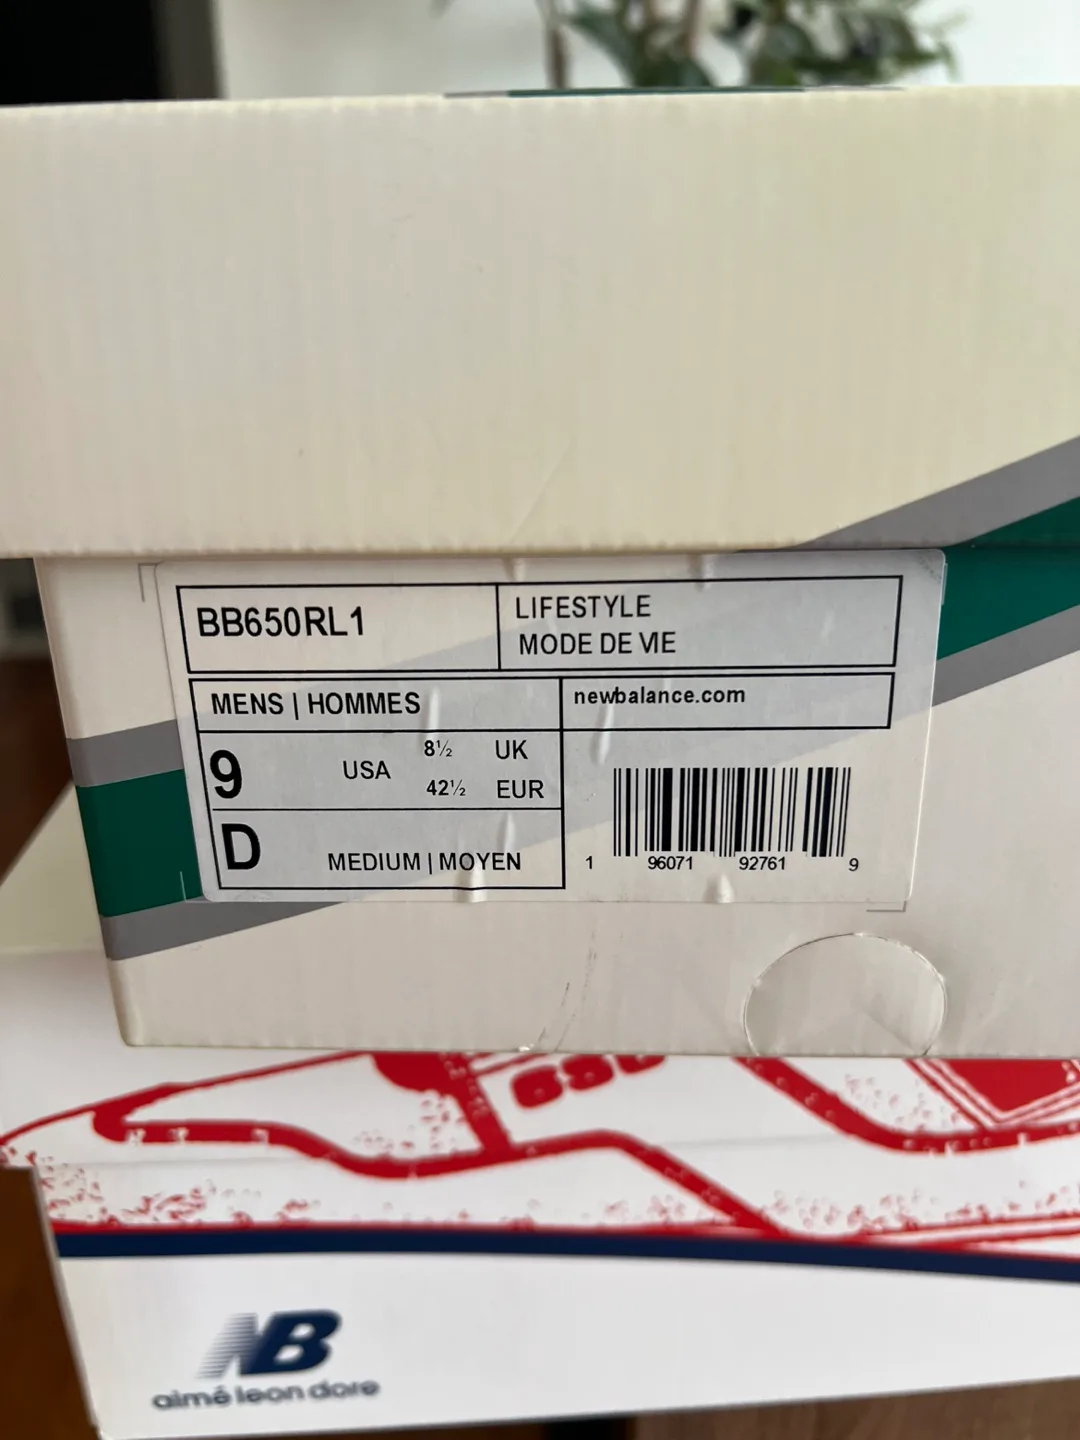 BB650RL1
LIFESTYLE
MODE DE VIE
MENS | HOMMES
newbalance.com
9 USA 8½ UK
42½ EUR
D MEDIUM | MOYEN
1 96071 92761 9
650
NB
aimé leon dore